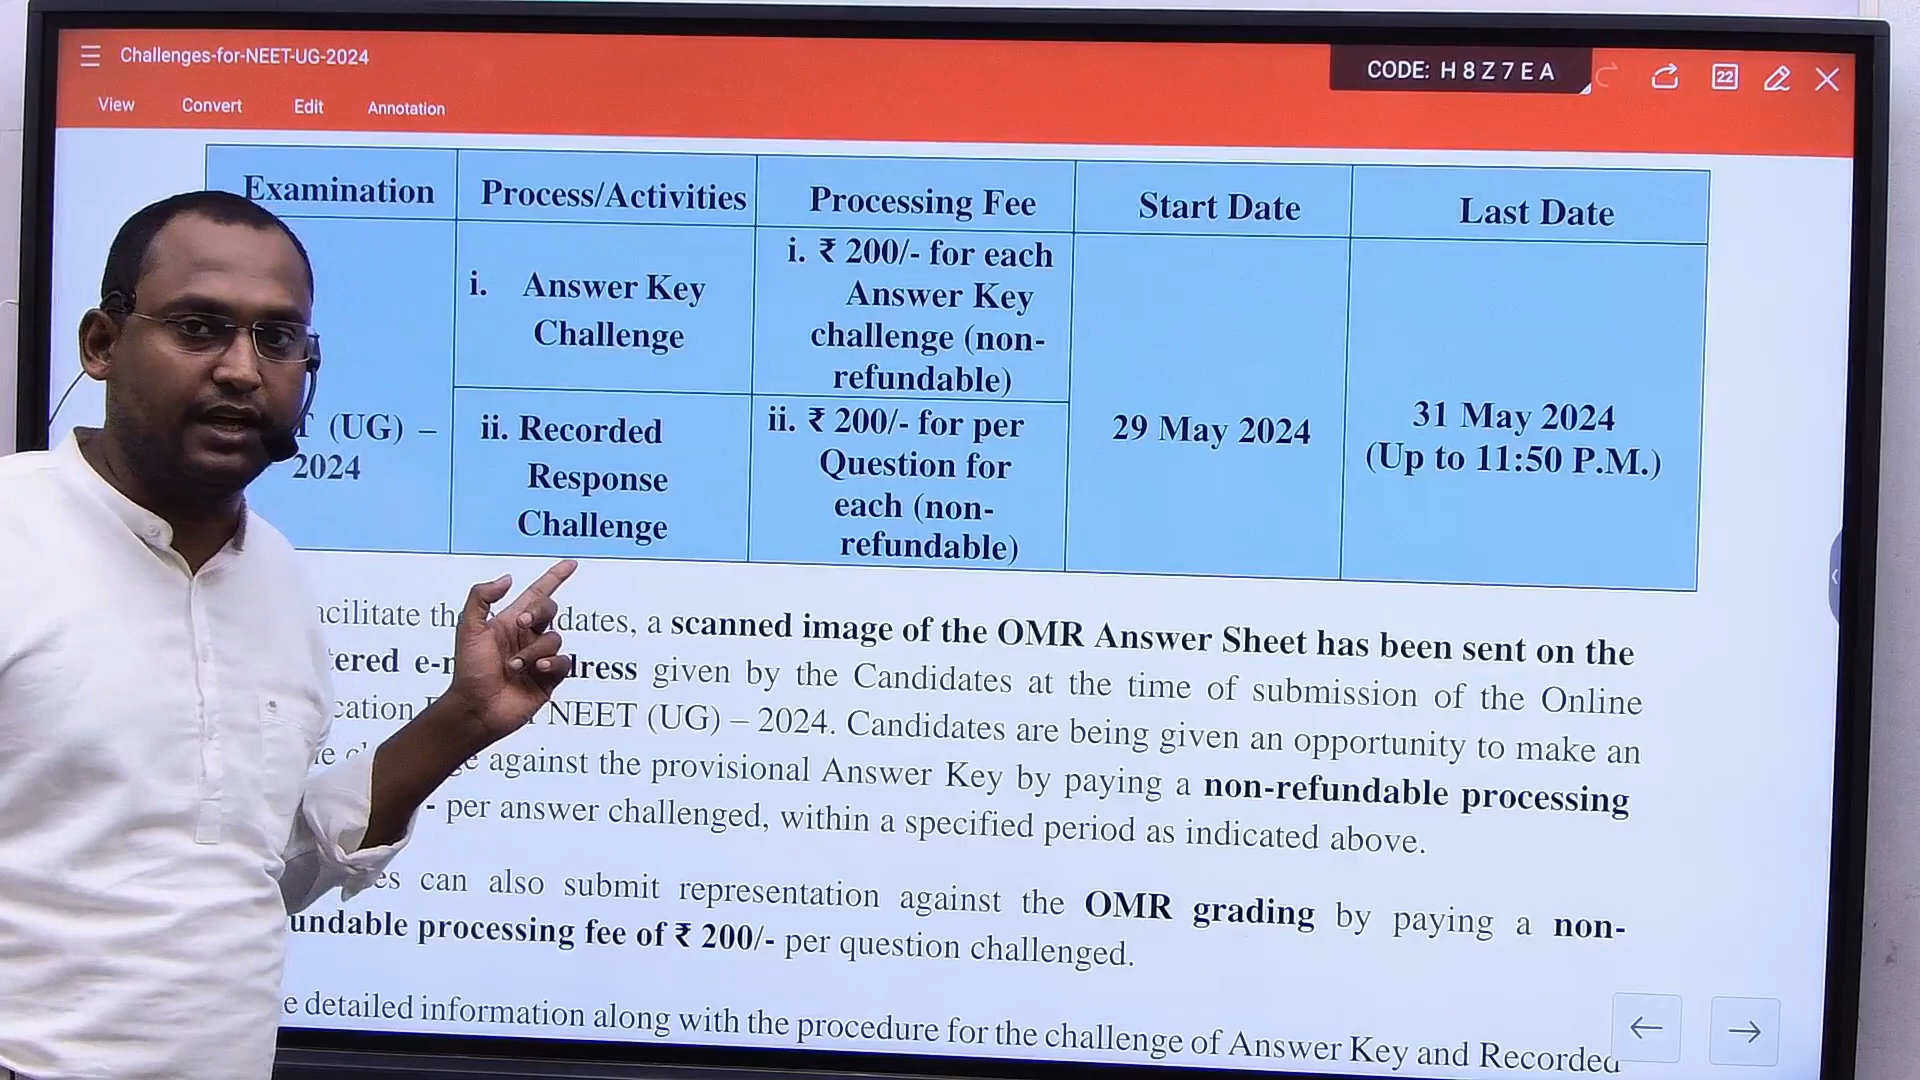 Challenges-for-NEET-UG-2024
CODE: H8Z7EA
22
View Convert Edit Annotation
Examination Process/Activities Processing Fee Start Date Last Date
(UG) – 2024
i. Answer Key Challenge
i. ₹ 200/- for each Answer Key challenge (non-refundable)
ii. Recorded Response Challenge
ii. ₹ 200/- for per Question for each (non-refundable)
29 May 2024
31 May 2024
(Up to 11:50 P.M.)
a scanned image of the OMR Answer Sheet has been sent on the
given by the Candidates at the time of submission of the Online
NEET (UG) – 2024. Candidates are being given an opportunity to make an
against the provisional Answer Key by paying a non-refundable processing
- per answer challenged, within a specified period as indicated above.
can also submit representation against the OMR grading by paying a non-
processing fee of ₹ 200/- per question challenged.
detailed information along with the procedure for the challenge of Answer Key and Recorded